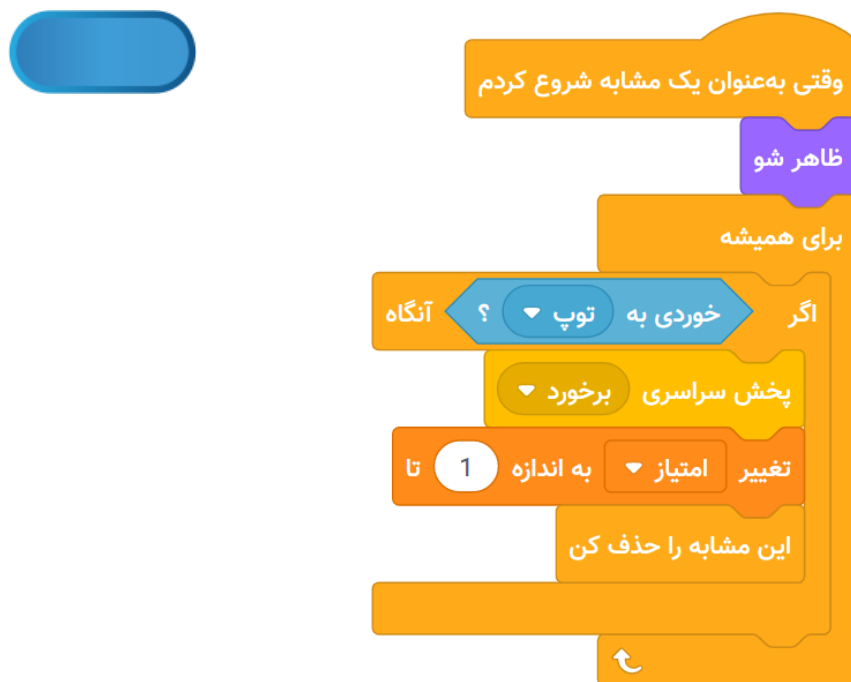 وقتی به‌عنوان یک مشابه شروع کردم
ظاهر شو
برای همیشه
اگر خوردی به توپ ؟ آنگاه
پخش سراسری برخورد
تغییر امتیاز به اندازه 1 تا
این مشابه را حذف کن